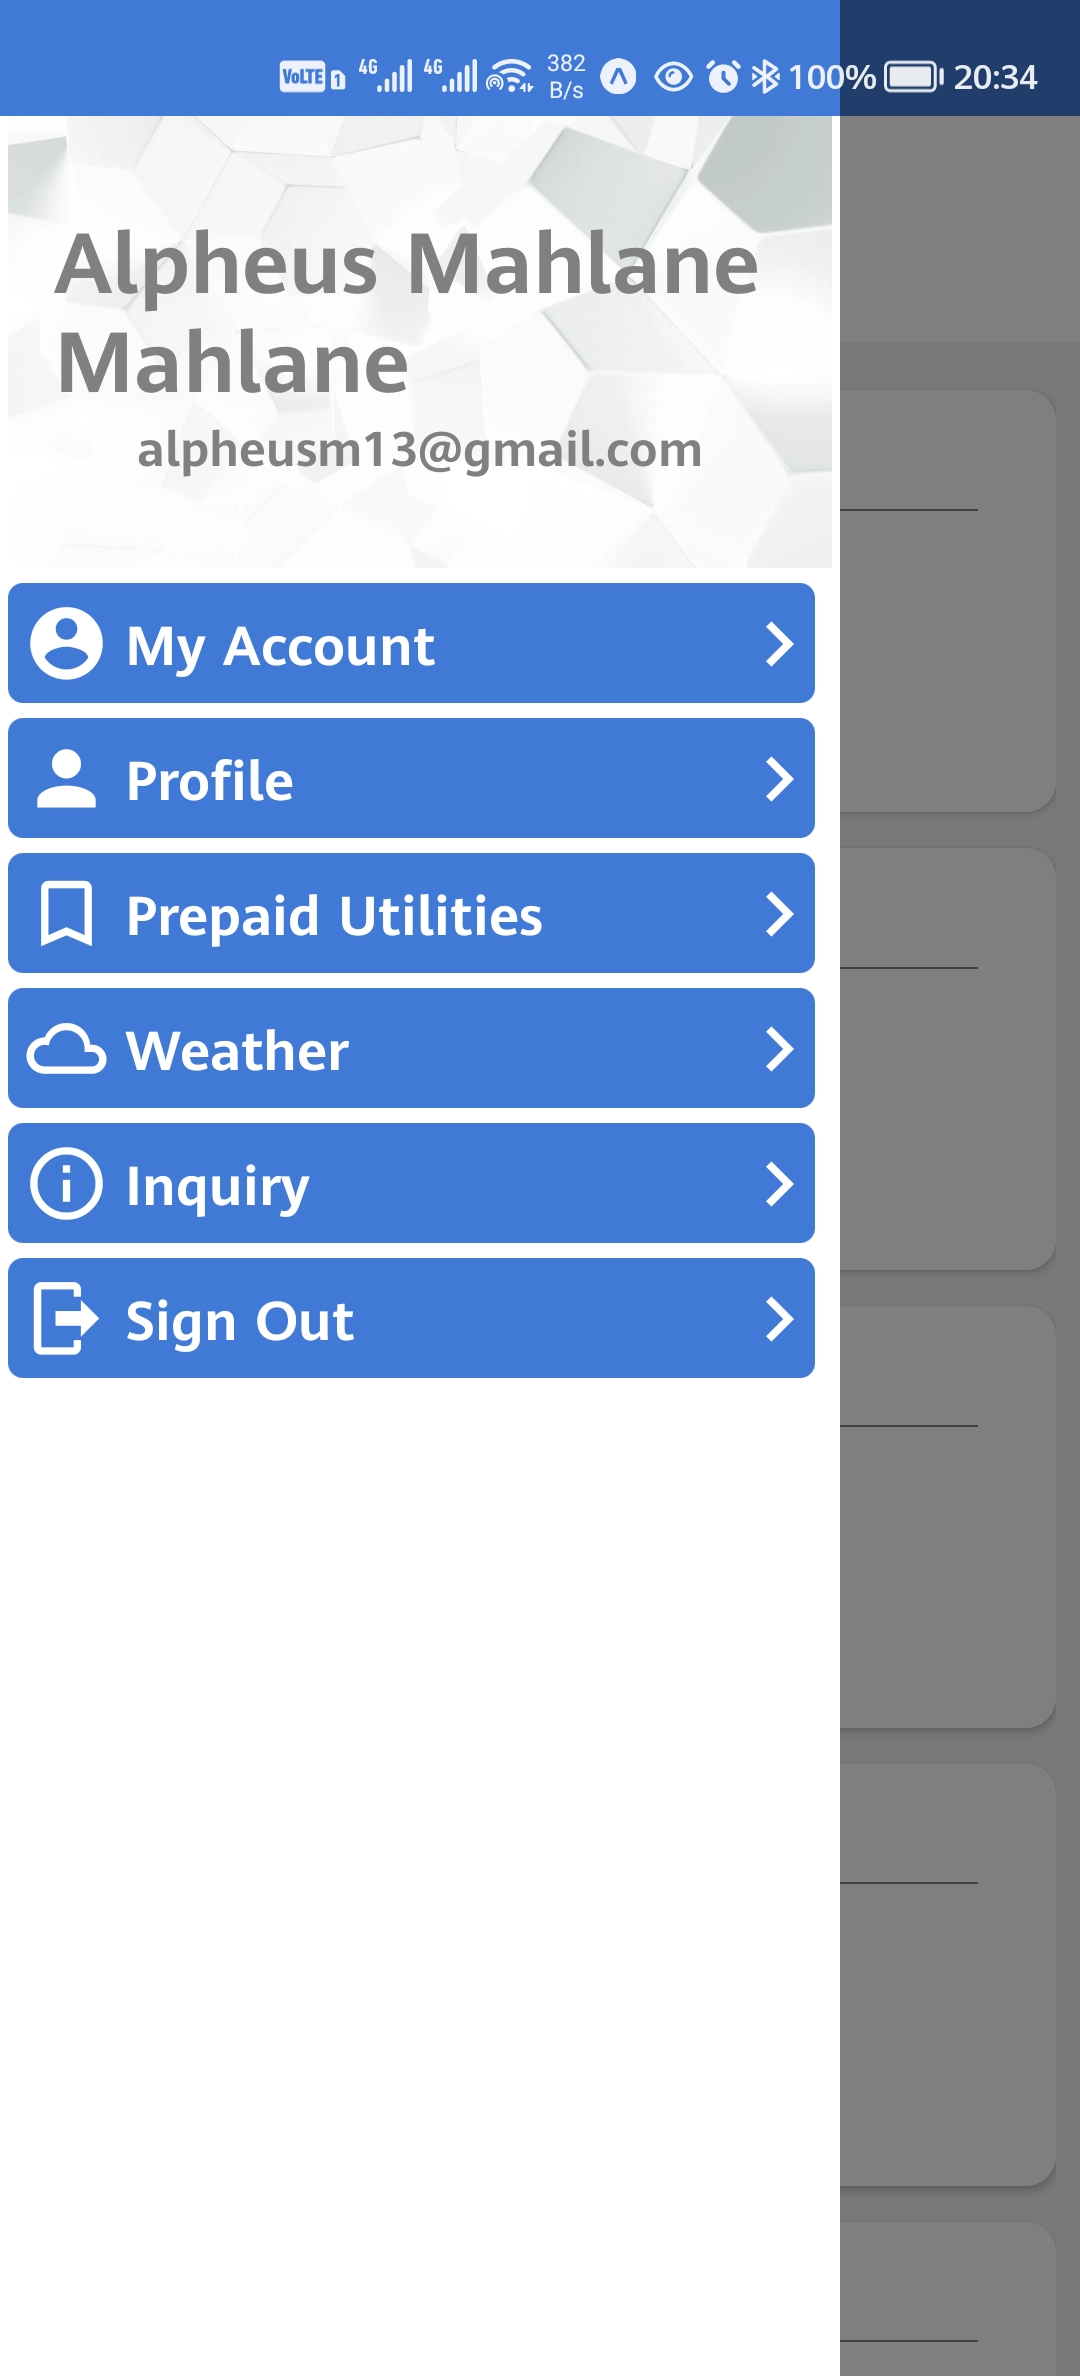 VoLTE 1 4G 4G 382 B/s 100% 20:34
Alpheus Mahlane
Mahlane
alpheusm13@gmail.com
My Account
Profile
Prepaid Utilities
Weather
Inquiry
Sign Out